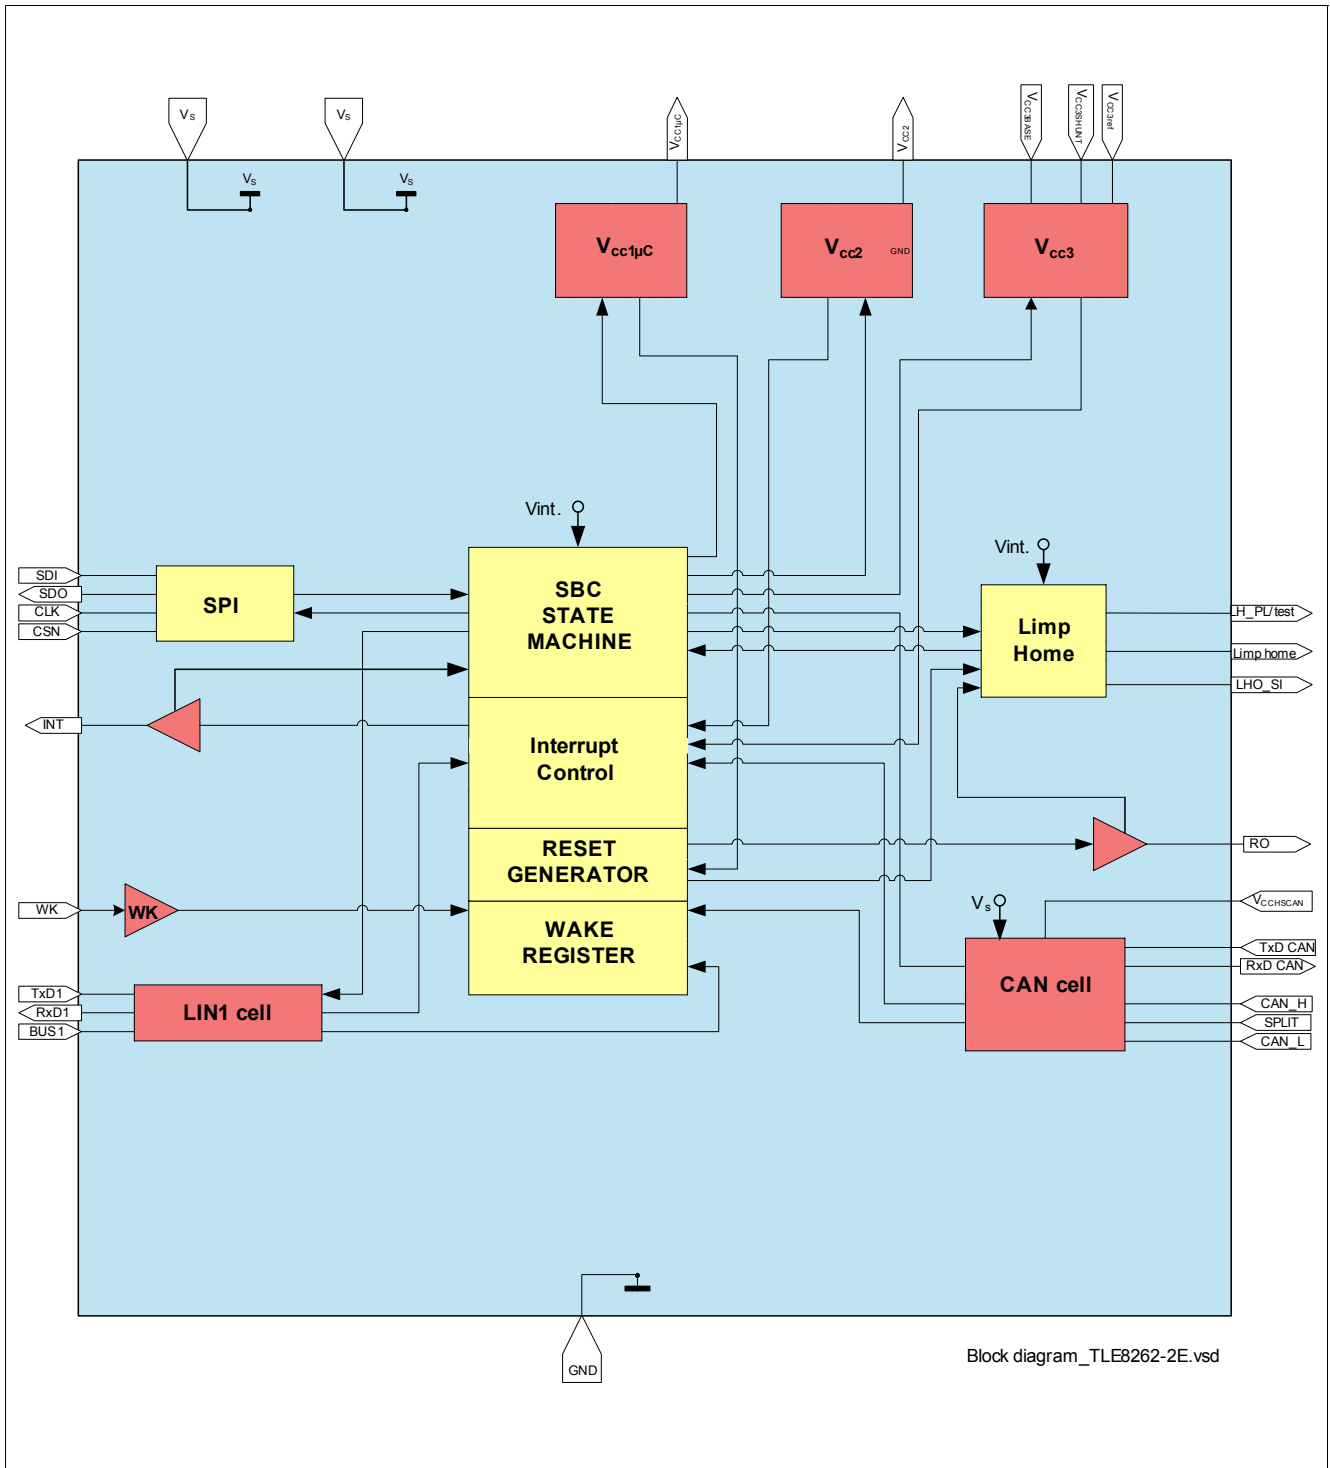 Vs
Vs
VCC1µC
VCC2
VCC3BASE
VCC3SHUNT
VCC3ref
Vs
Vs
Vcc1µC
Vcc2
GND
Vcc3
Vint.
Vint.
SDI
SDO
CLK
CSN
SPI
SBC
STATE
MACHINE
Limp
Home
LH_PL/test
Limp home
LHO_SI
INT
Interrupt
Control
RESET
GENERATOR
RO
WK
WK
WAKE
REGISTER
Vs
VCCHSCAN
TxD CAN
RxD CAN
CAN cell
CAN_H
SPLIT
CAN_L
TxD1
RxD1
BUS1
LIN1 cell
GND
Block diagram_TLE8262-2E.vsd